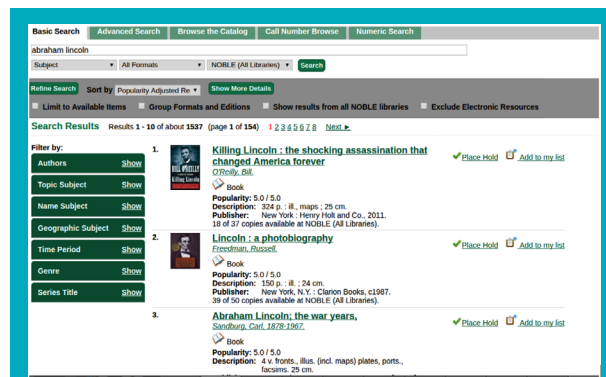 Basic Search Advanced Search Browse the Catalog Call Number Browse Numeric Search
abraham lincoln
Subject All Formats NOBLE (All Libraries) Search
Refine Search Sort by Popularity Adjusted Re Show More Details
Limit to Available Items Group Formats and Editions Show results from all NOBLE libraries Exclude Electronic Resources
Search Results Results 1 - 10 of about 1537 (page 1 of 154) 1 2 3 4 5 6 7 8 Next ►
Filter by:
Authors Show
Topic Subject Show
Name Subject Show
Geographic Subject Show
Time Period Show
Genre Show
Series Title Show
1. Killing Lincoln : the shocking assassination that
changed America forever
O'Reilly, Bill.
Book
Popularity: 5.0 / 5.0
Description: 324 p. : ill., maps ; 25 cm.
Publisher: New York : Henry Holt and Co., 2011.
18 of 37 copies available at NOBLE (All Libraries).
Place Hold Add to my list
BILL O'REILLY
Killing Lincoln
2. Lincoln : a photobiography
Freedman, Russell.
Book
Popularity: 5.0 / 5.0
Description: 150 p. : ill. ; 24 cm.
Publisher: New York, N.Y. : Clarion Books, c1987.
39 of 50 copies available at NOBLE (All Libraries).
Place Hold Add to my list
3. Abraham Lincoln; the war years,
Sandburg, Carl, 1878-1967.
Book
Popularity: 5.0 / 5.0
Description: 4 v. fronts., illus. (incl. maps) plates, ports.,
facsims. 25 cm.
Place Hold Add to my list